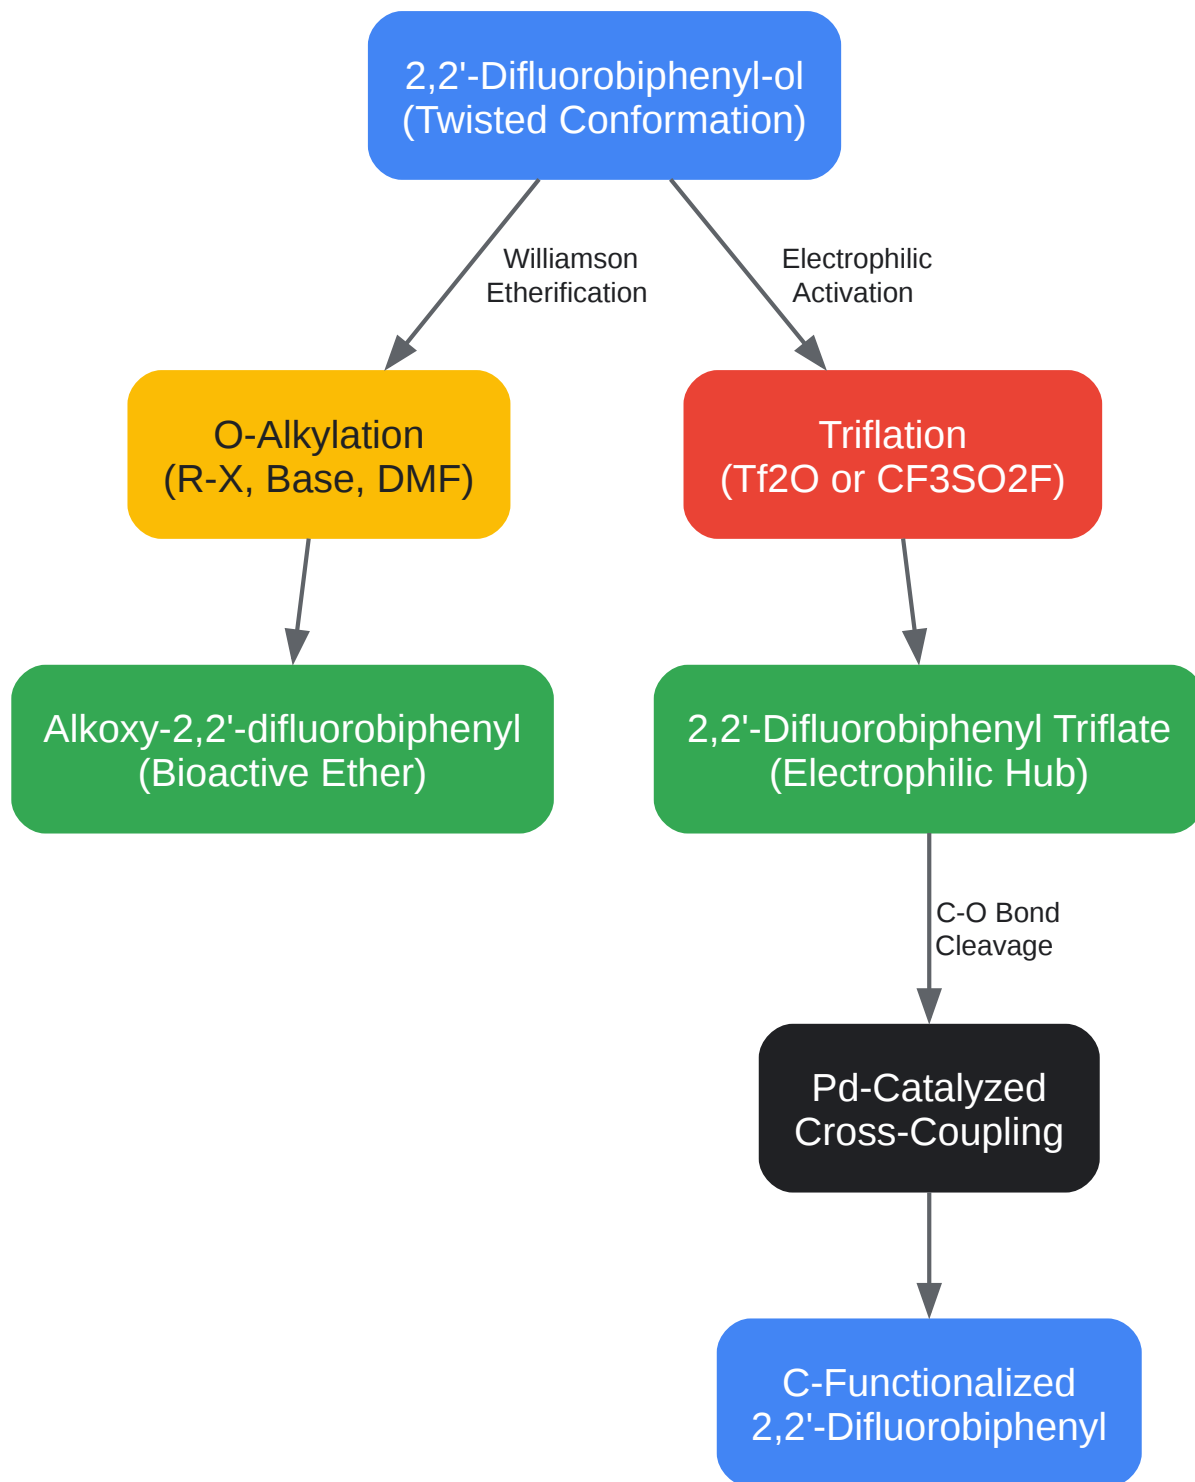 2,2'-Difluorobiphenyl-ol
(Twisted Conformation)
Williamson
Etherification
Electrophilic
Activation
O-Alkylation
(R-X, Base, DMF)
Triflation
(Tf2O or CF3SO2F)
Alkoxy-2,2'-difluorobiphenyl
(Bioactive Ether)
2,2'-Difluorobiphenyl Triflate
(Electrophilic Hub)
C-O Bond
Cleavage
Pd-Catalyzed
Cross-Coupling
C-Functionalized
2,2'-Difluorobiphenyl